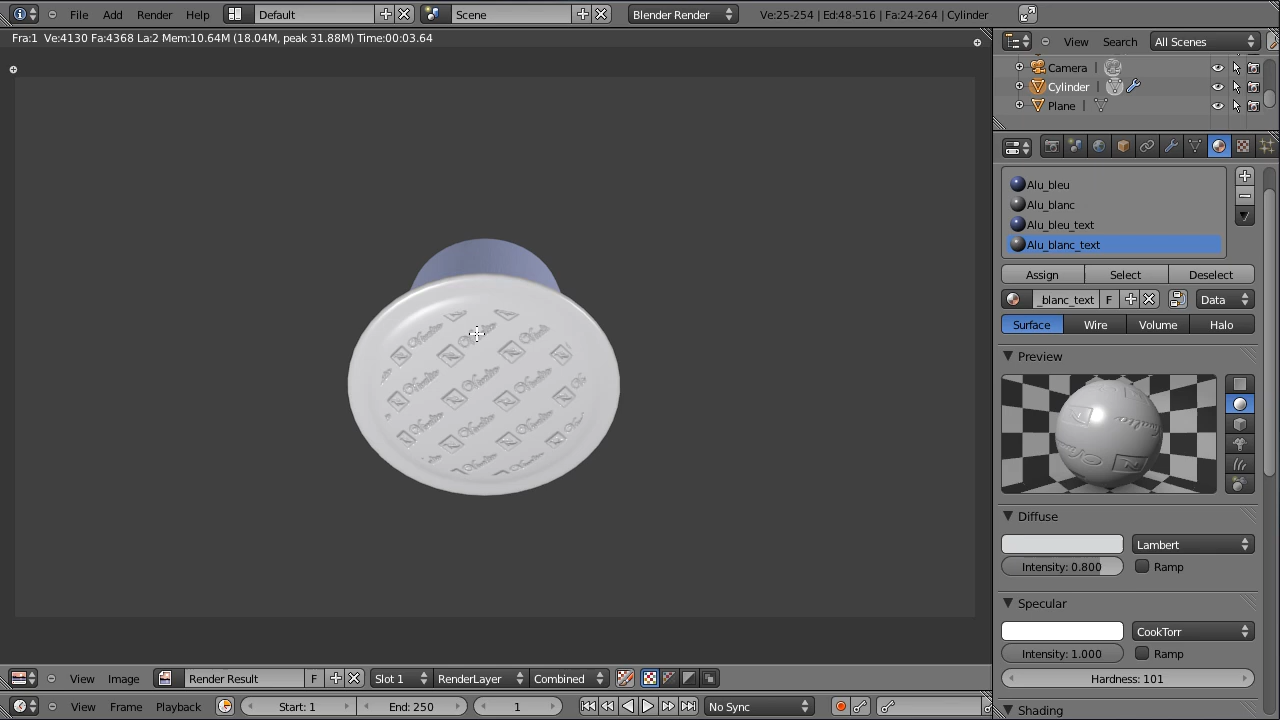 File Add Render Help Default Scene Blender Render Ve:25-254 | Ed:48-516 | Fa:24-264 | Cylinder
Fra:1 Ve:4130 Fa:4368 La:2 Mem:10.64M (18.04M, peak 31.88M) Time:00:03.64
View Search All Scenes
Camera
Cylinder
Plane
Alu_bleu
Alu_blanc
Alu_bleu_text
Alu_blanc_text
Assign Select Deselect
_blanc_text F Data
Surface Wire Volume Halo
Preview
Diffuse
Lambert
Intensity: 0.800 Ramp
Specular
CookTorr
Intensity: 1.000 Ramp
Hardness: 101
Shading
View Image Render Result F Slot 1 RenderLayer Combined
View Frame Playback Start: 1 End: 250 1 No Sync